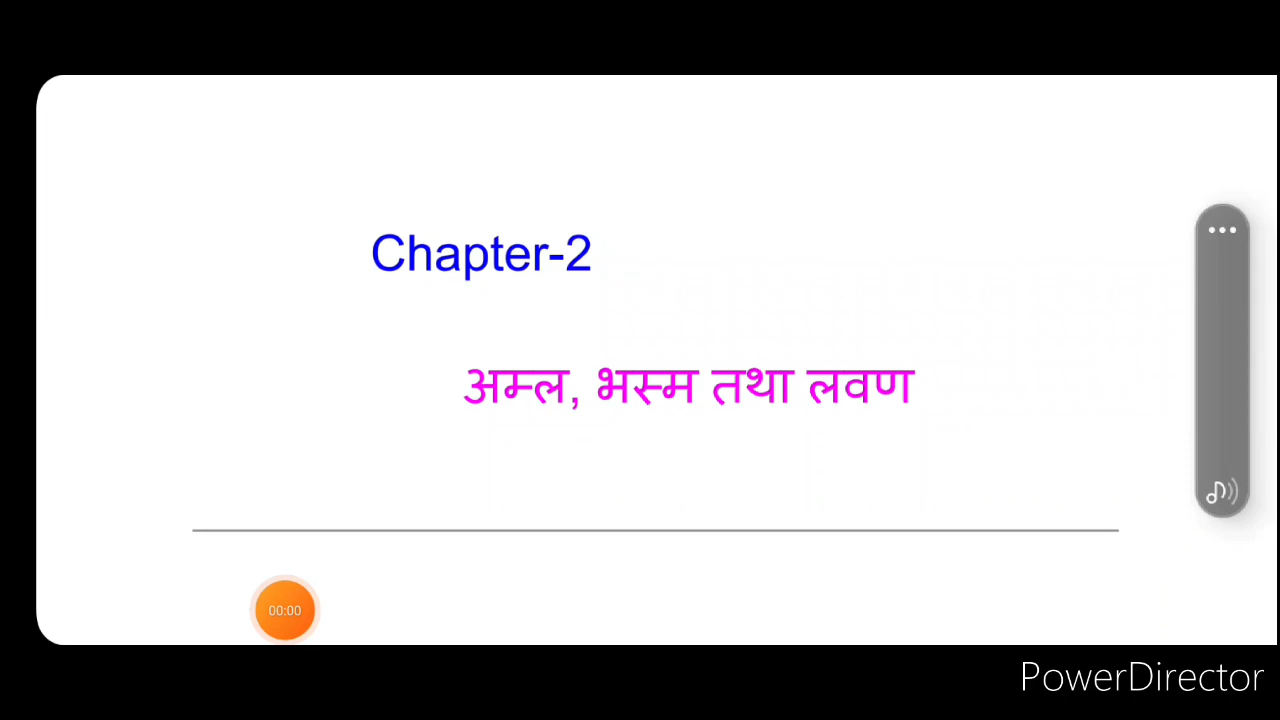 Chapter-2
अम्ल, भस्म तथा लवण
00:00
PowerDirector